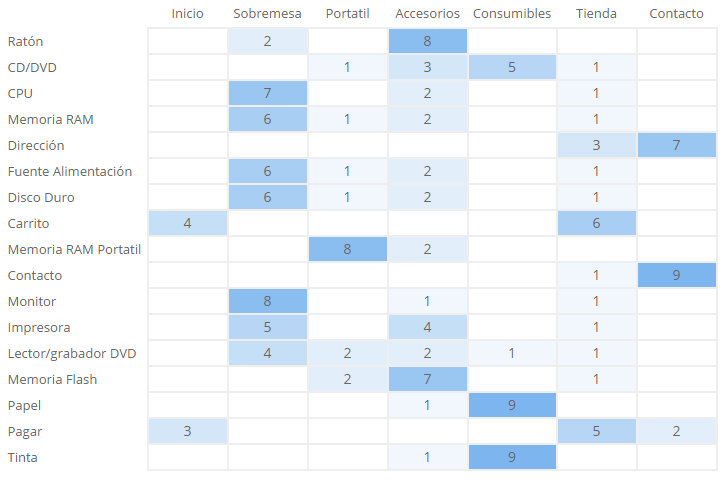 Inicio Sobremesa Portatil Accesorios Consumibles Tienda Contacto
Ratón 2 8
CD/DVD 1 3 5 1
CPU 7 2 1
Memoria RAM 6 1 2 1
Dirección 3 7
Fuente Alimentación 6 1 2 1
Disco Duro 6 1 2 1
Carrito 4 6
Memoria RAM Portatil 8 2
Contacto 1 9
Monitor 8 1 1
Impresora 5 4 1
Lector/grabador DVD 4 2 2 1 1
Memoria Flash 2 7 1
Papel 1 9
Pagar 3 5 2
Tinta 1 9